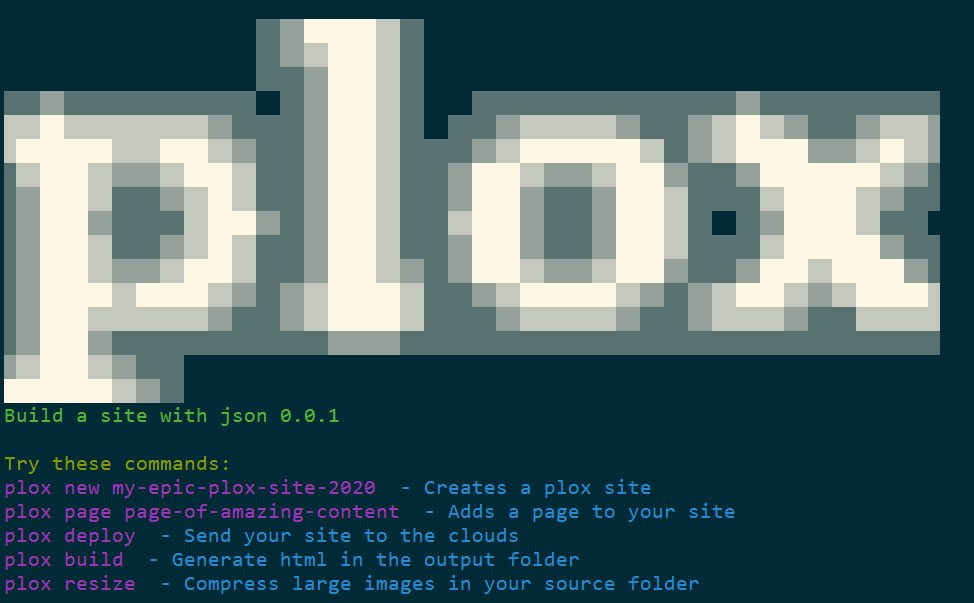 plox
Build a site with json 0.0.1
Try these commands:
plox new my-epic-plox-site-2020  - Creates a plox site
plox page page-of-amazing-content  - Adds a page to your site
plox deploy  - Send your site to the clouds
plox build  - Generate html in the output folder
plox resize  - Compress large images in your source folder